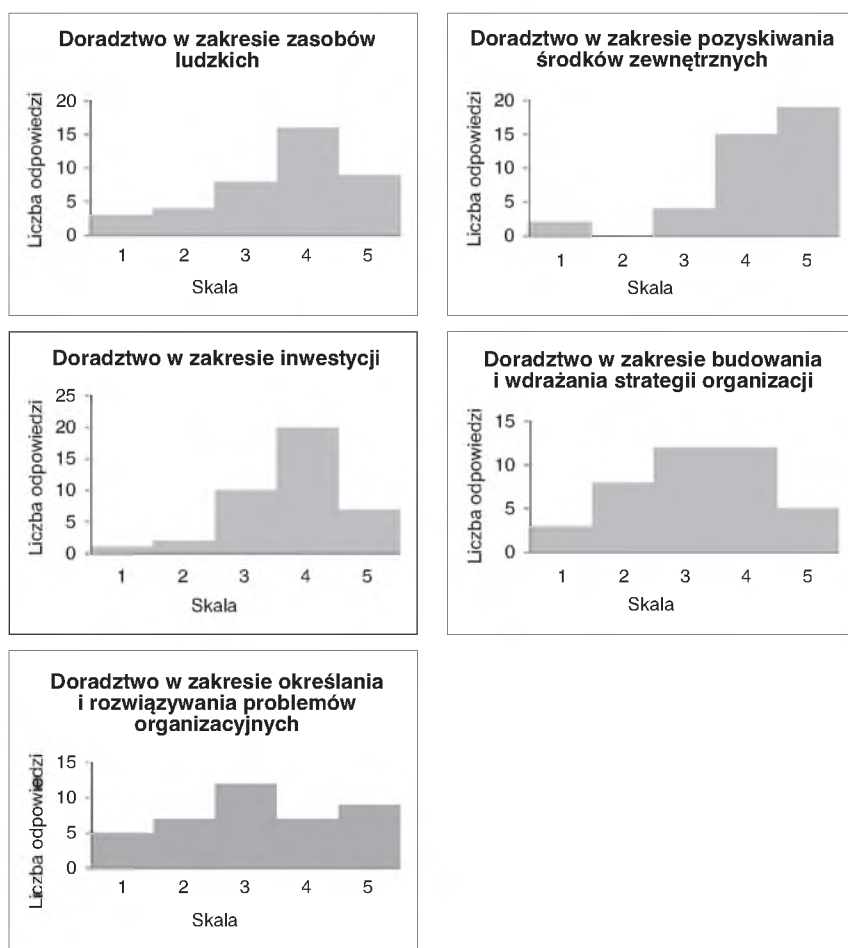 Doradztwo w zakresie zasobów
ludzkich
Liczba odpowiedzi
20
15
10
5
0
1 2 3 4 5
Skala
Doradztwo w zakresie pozyskiwania
środków zewnętrznych
Liczba odpowiedzi
20
15
10
5
0
1 2 3 4 5
Skala
Doradztwo w zakresie inwestycji
Liczba odpowiedzi
25
20
15
10
5
0
1 2 3 4 5
Skala
Doradztwo w zakresie budowania
i wdrażania strategii organizacji
Liczba odpowiedzi
15
10
5
0
1 2 3 4 5
Skala
Doradztwo w zakresie określania
i rozwiązywania problemów
organizacyjnych
Liczba odpowiedzi
15
10
5
0
1 2 3 4 5
Skala